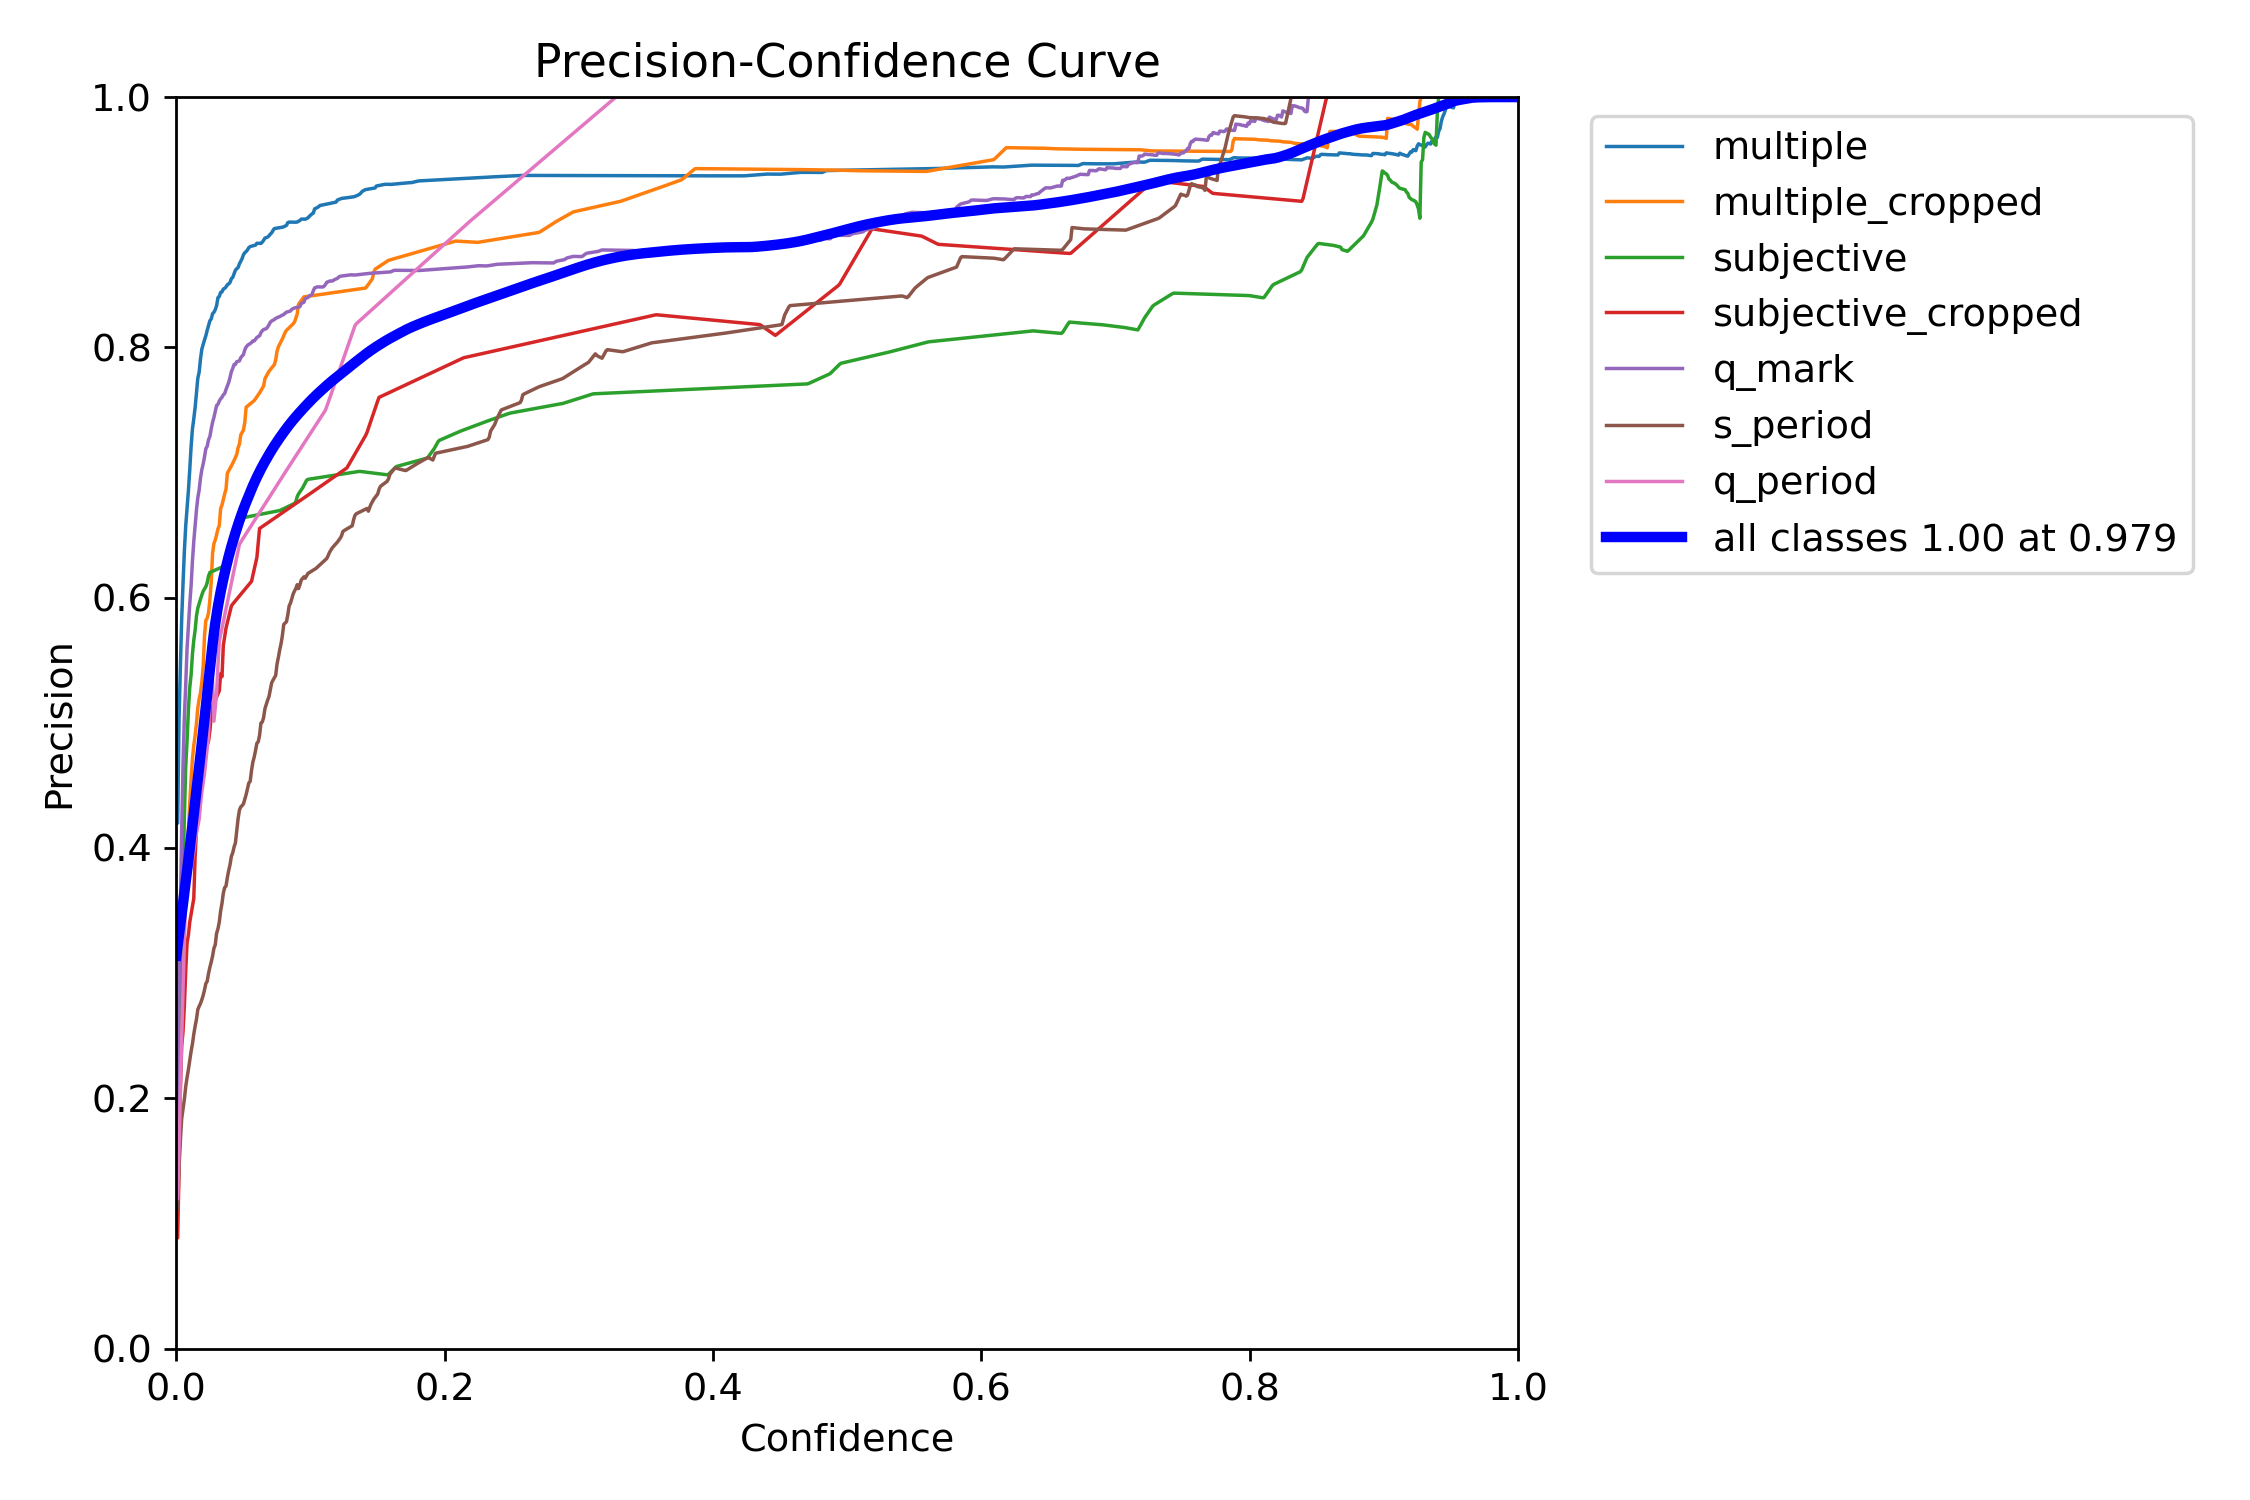 Precision-Confidence Curve
1.0
0.8
0.6
0.4
0.2
0.0
Precision
0.0 0.2 0.4 0.6 0.8 1.0
Confidence
multiple
multiple_cropped
subjective
subjective_cropped
q_mark
s_period
q_period
all classes 1.00 at 0.979